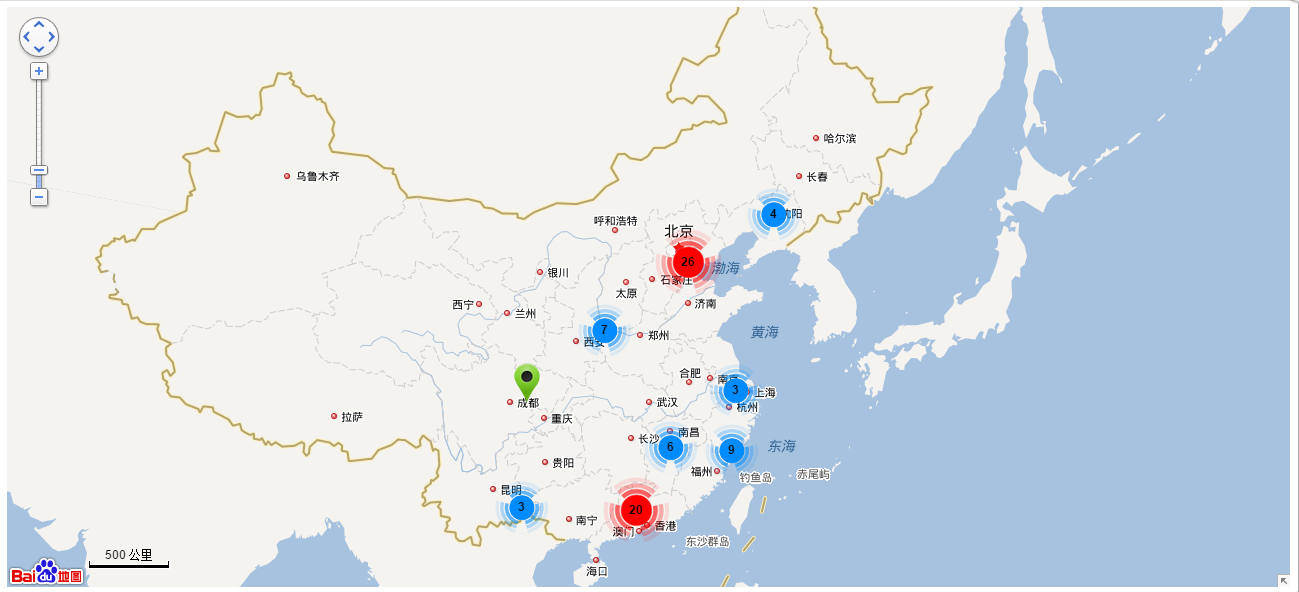 哈尔滨
乌鲁木齐
长春
4
阳
呼和浩特
北京
26
渤海
银川
石家庄
太原
西宁
济南
兰州
7
黄海
郑州
西安
合肥
南京
3
上海
成都
武汉
杭州
拉萨
重庆
南昌
长沙
6
9
东海
贵阳
福州
钓鱼岛
赤尾屿
昆明
3
20
南宁
香港
澳门
东沙群岛
500 公里
海口
Bai du 地图